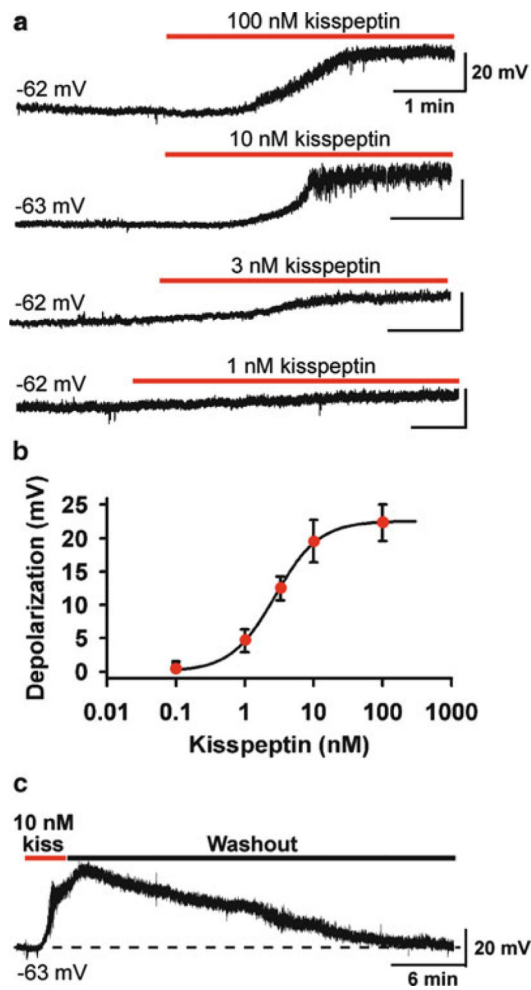 a
100 nM kisspeptin
-62 mV
20 mV
1 min
10 nM kisspeptin
-63 mV
3 nM kisspeptin
-62 mV
1 nM kisspeptin
-62 mV
b
Depolarization (mV)
25
20
15
10
5
0
0.01 0.1 1 10 100 1000
Kisspeptin (nM)
c
10 nM
kiss
Washout
-63 mV
20 mV
6 min